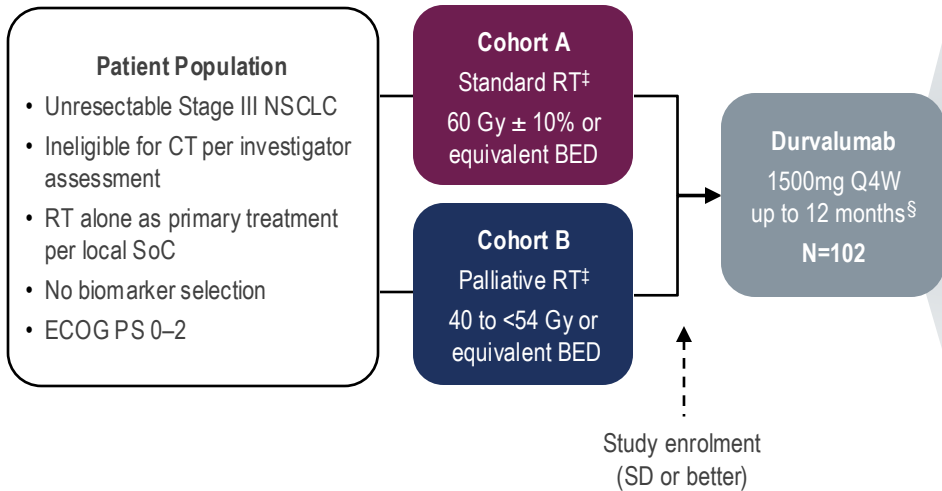 Patient Population
• Unresectable Stage III NSCLC
• Ineligible for CT per investigator
assessment
• RT alone as primary treatment
per local SoC
• No biomarker selection
• ECOG PS 0–2
Cohort A
Standard RT‡
60 Gy ± 10% or
equivalent BED
Cohort B
Palliative RT‡
40 to <54 Gy or
equivalent BED
Durvalumab
1500mg Q4W
up to 12 months§
N=102
Study enrolment
(SD or better)